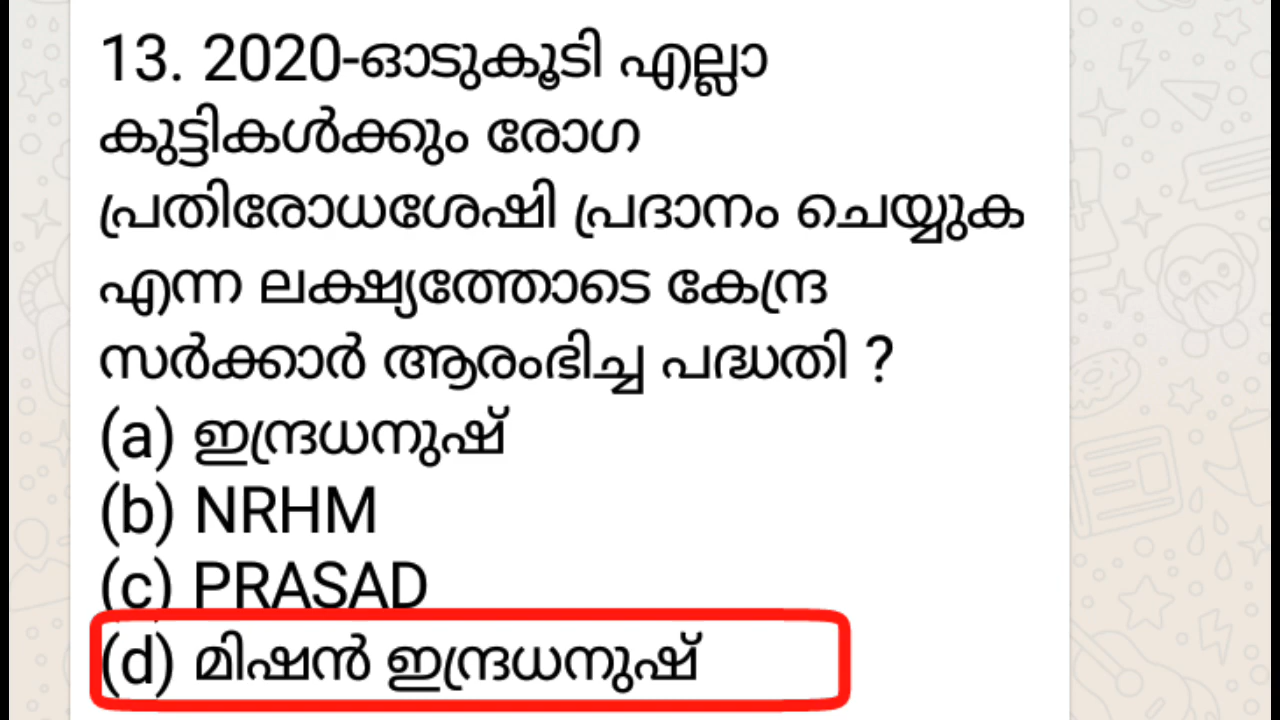 13. 2020-ഓടുകൂടി എല്ലാ
കുട്ടികൾക്കും രോഗ
പ്രതിരോധശേഷി പ്രദാനം ചെയ്യുക
എന്ന ലക്ഷ്യത്തോടെ കേന്ദ്ര
സർക്കാർ ആരംഭിച്ച പദ്ധതി ?
(a) ഇന്ദ്രധനുഷ്
(b) NRHM
(c) PRASAD
(d) മിഷൻ ഇന്ദ്രധനുഷ്